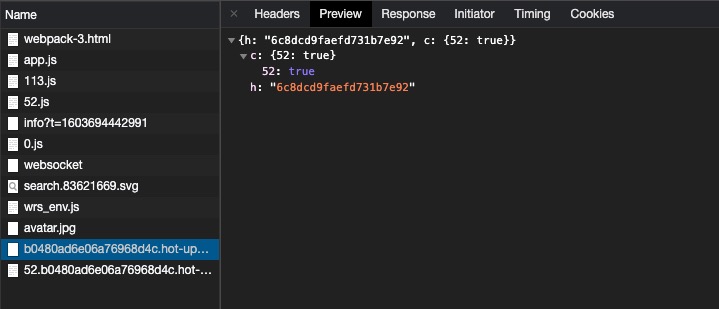 Name
webpack-3.html
app.js
113.js
52.js
info?t=1603694442991
0.js
websocket
search.83621669.svg
wrs_env.js
avatar.jpg
b0480ad6e06a76968d4c.hot-up...
52.b0480ad6e06a76968d4c.hot-...
× Headers Preview Response Initiator Timing Cookies
▼{h: "6c8dcd9faefd731b7e92", c: {52: true}}
▼c: {52: true}
52: true
h: "6c8dcd9faefd731b7e92"